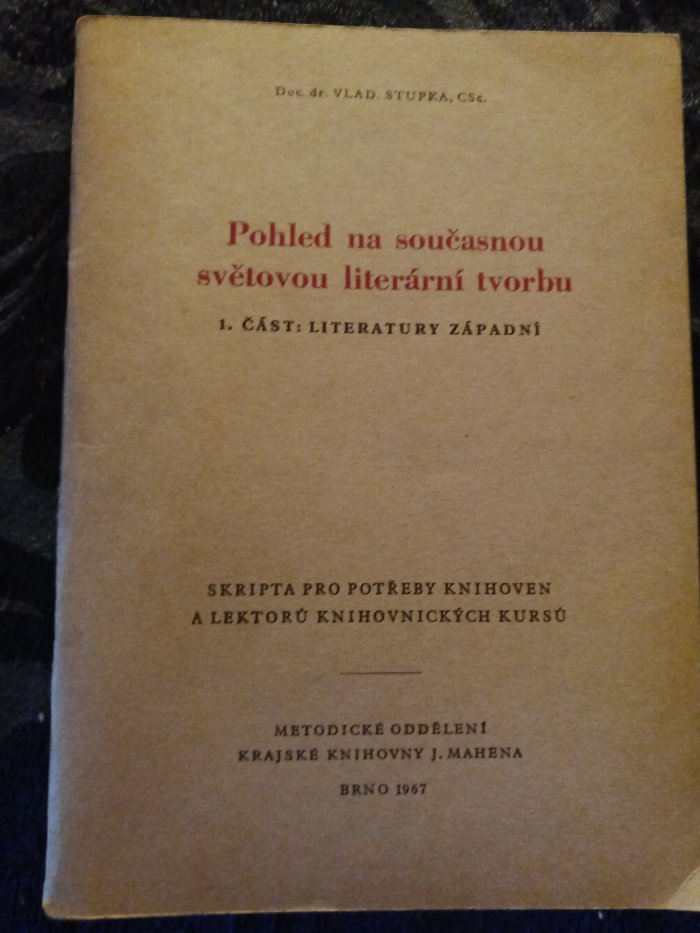 Doc. dr. VLAD. STUPKA, CSc.
Pohled na současnou
světovou literární tvorbu
1. ČÁST: LITERATURY ZÁPADNÍ
SKRIPTA PRO POTŘEBY KNIHOVEN
A LEKTORŮ KNIHOVNICKÝCH KURSŮ
METODICKÉ ODDĚLENÍ
KRAJSKÉ KNIHOVNY J. MAHENA
BRNO 1967